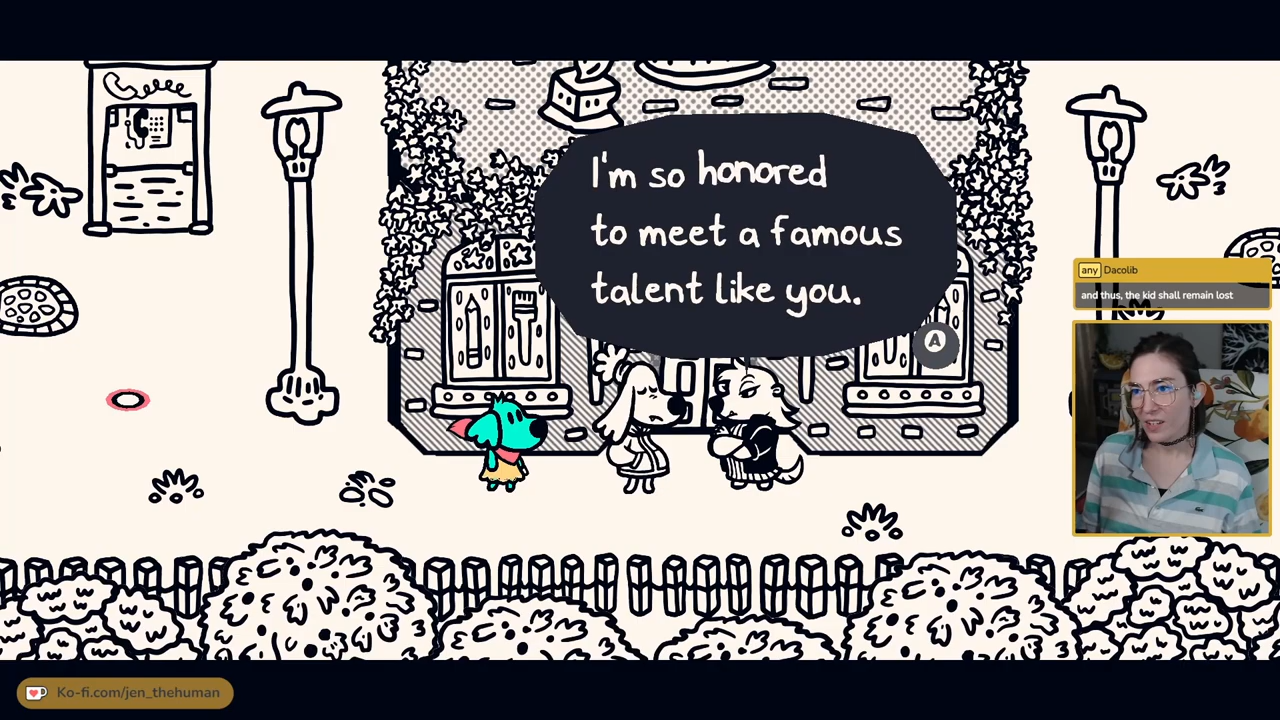 I'm so honored
to meet a famous
talent like you.
A
any Dacolib
and thus, the kid shall remain lost
Ko-fi.com/jen_thehuman